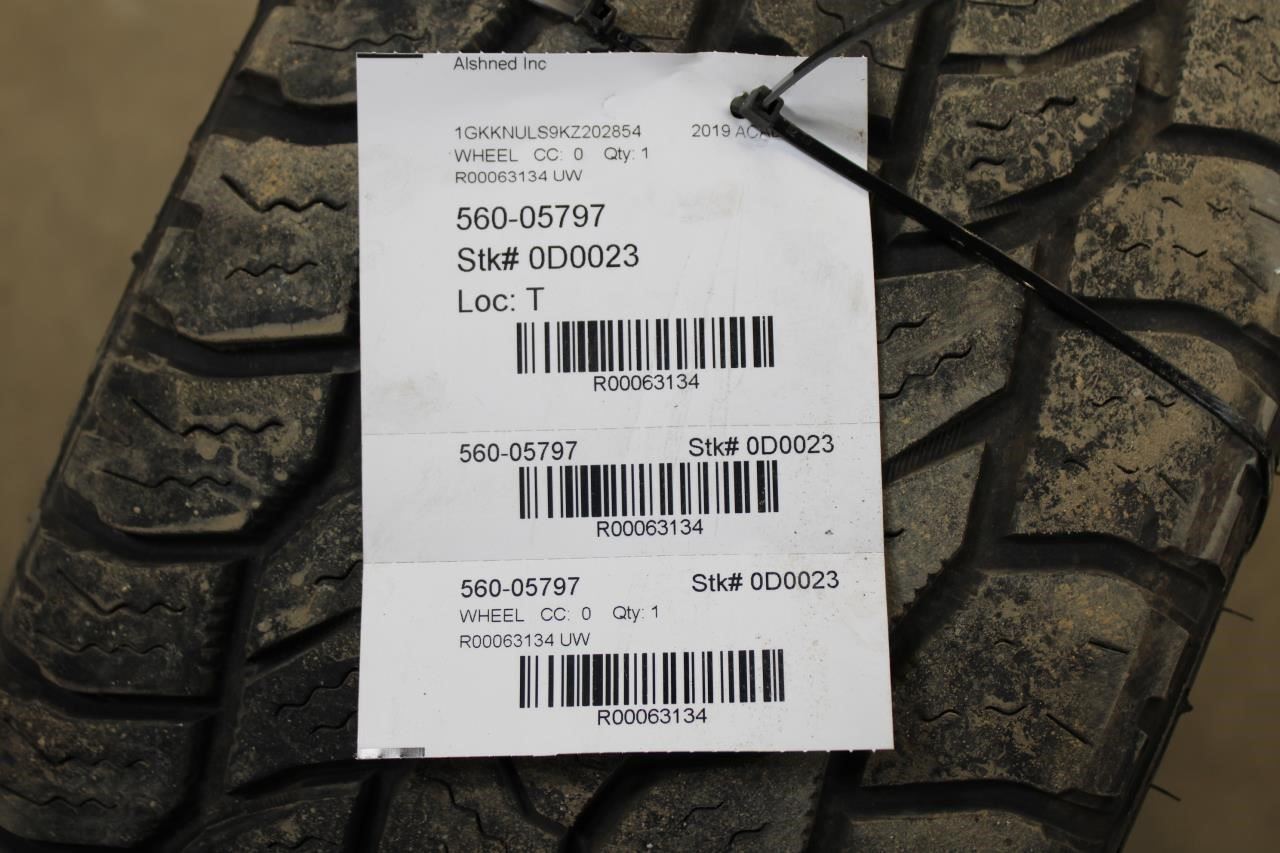 Alshned Inc
1GKKNULS9KZ202854 2019
WHEEL CC: 0 Qty: 1
R00063134 UW
560-05797
Stk# 0D0023
Loc: T
R00063134
560-05797 Stk# 0D0023
R00063134
560-05797 Stk# 0D0023
WHEEL CC: 0 Qty: 1
R00063134 UW
R00063134